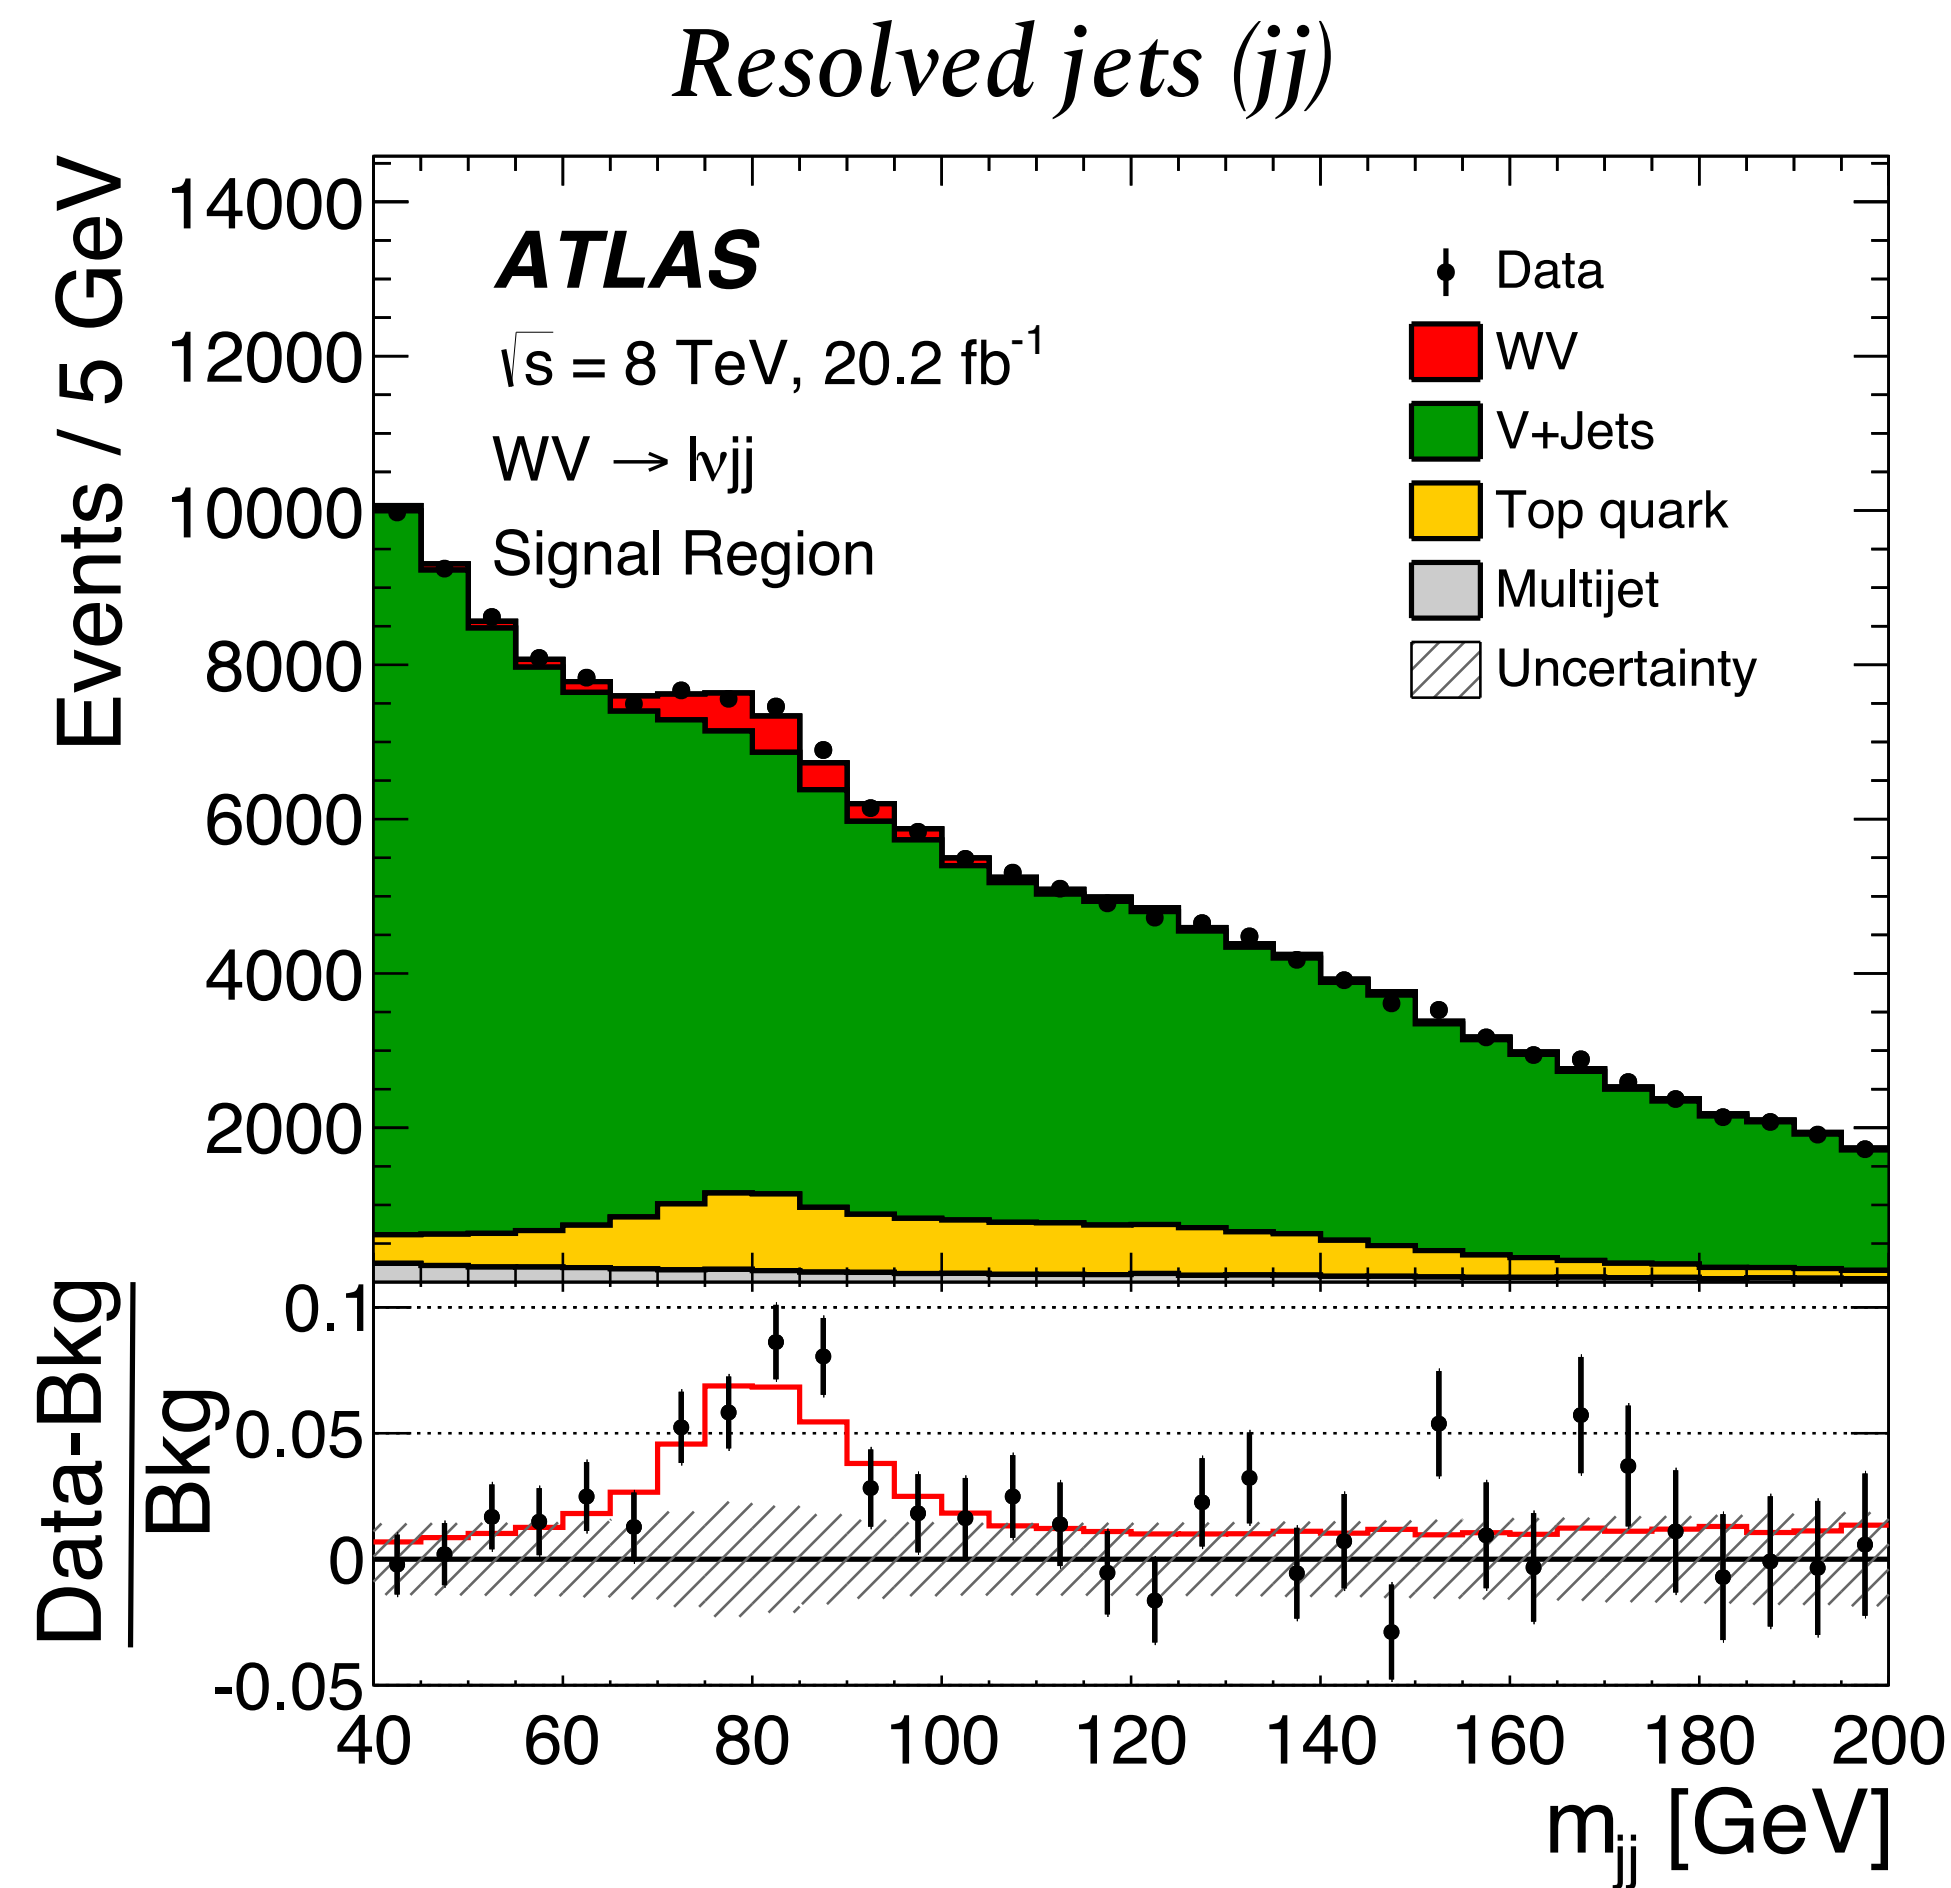 Resolved jets (jj)
Events / 5 GeV
14000
12000
10000
8000
6000
4000
2000
ATLAS
√s = 8 TeV, 20.2 fb⁻¹
WV → lνjj
Signal Region
Data
WV
V+Jets
Top quark
Multijet
Uncertainty
Data-Bkg
Bkg
0.1
0.05
0
-0.05
40 60 80 100 120 140 160 180 200
m_jj [GeV]